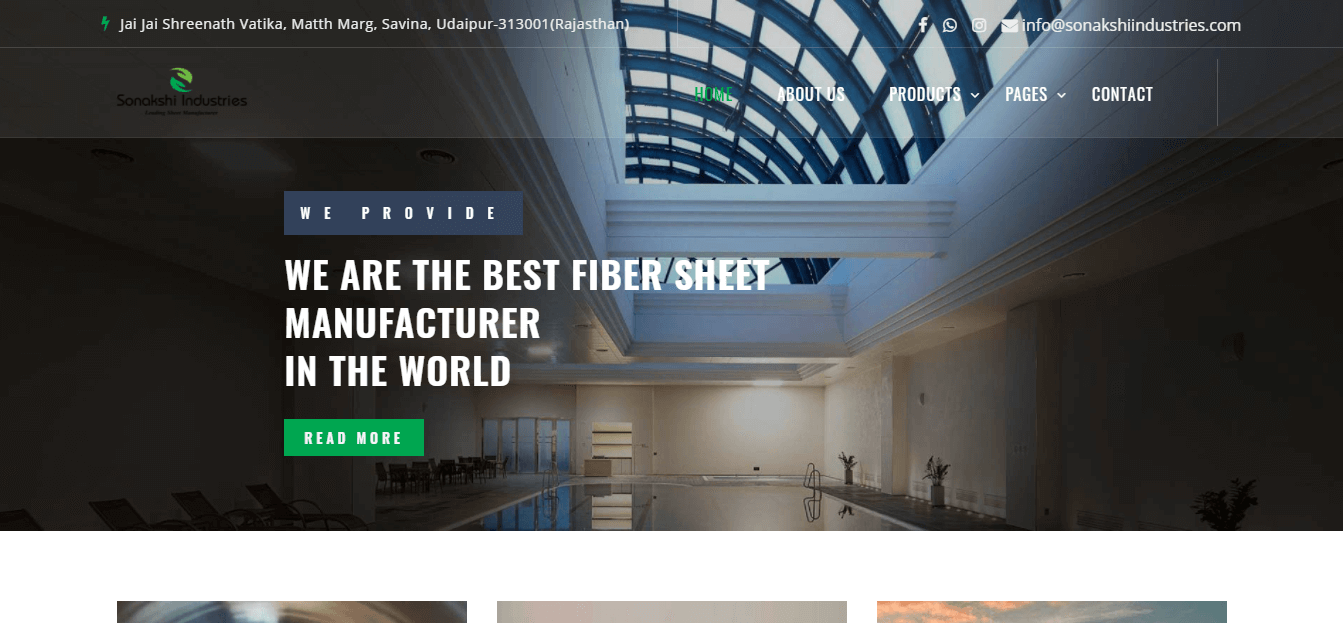 Jai Jai Shreenath Vatika, Matth Marg, Savina, Udaipur-313001(Rajasthan)
info@sonakshiindustries.com
Sonakshi Industries
HOME
ABOUT US
PRODUCTS
PAGES
CONTACT
WE PROVIDE
WE ARE THE BEST FIBER SHEET
MANUFACTURER
IN THE WORLD
READ MORE